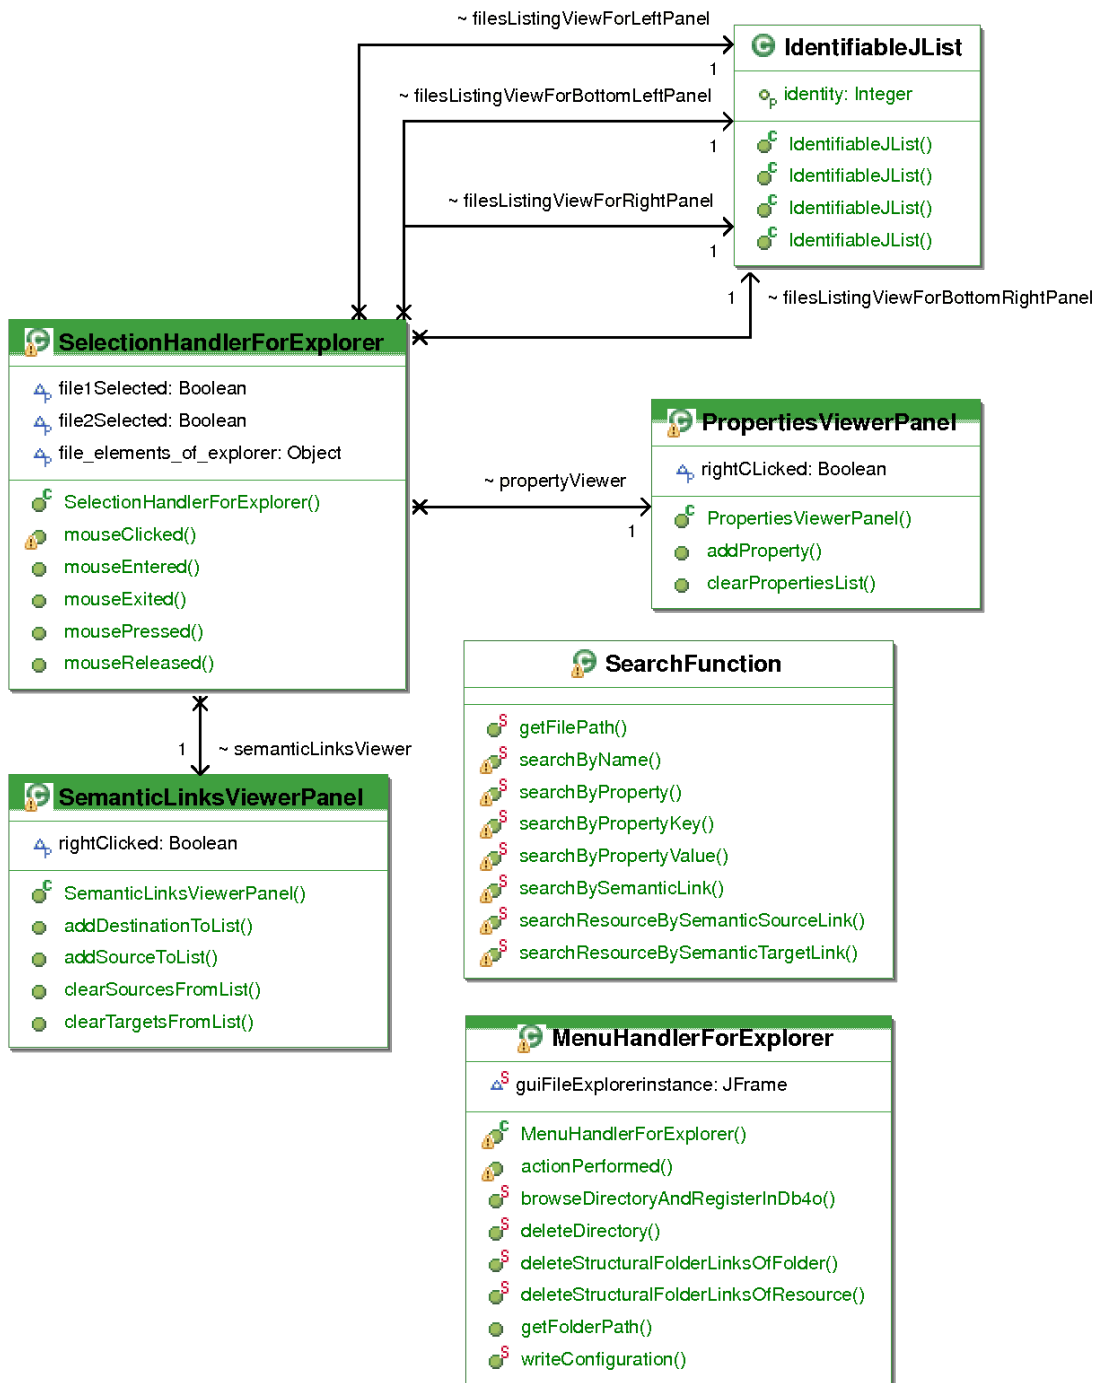 ~ filesListingViewForLeftPanel
1
IdentifiableJList
identity: Integer
IdentifiableJList()
IdentifiableJList()
IdentifiableJList()
IdentifiableJList()
~ filesListingViewForBottomLeftPanel
1
~ filesListingViewForRightPanel
1
1 ~ filesListingViewForBottomRightPanel
SelectionHandlerForExplorer
file1Selected: Boolean
file2Selected: Boolean
file_elements_of_explorer: Object
SelectionHandlerForExplorer()
mouseClicked()
mouseEntered()
mouseExited()
mousePressed()
mouseReleased()
~ propertyViewer
1
PropertiesViewerPanel
rightCLicked: Boolean
PropertiesViewerPanel()
addProperty()
clearPropertiesList()
1 ~ semanticLinksViewer
SemanticLinksViewerPanel
rightClicked: Boolean
SemanticLinksViewerPanel()
addDestinationToList()
addSourceToList()
clearSourcesFromList()
clearTargetsFromList()
SearchFunction
getFilePath()
searchByName()
searchByProperty()
searchByPropertyKey()
searchByPropertyValue()
searchBySemanticLink()
searchResourceBySemanticSourceLink()
searchResourceBySemanticTargetLink()
MenuHandlerForExplorer
guiFileExplorerinstance: JFrame
MenuHandlerForExplorer()
actionPerformed()
browseDirectoryAndRegisterInDb4o()
deleteDirectory()
deleteStructuralFolderLinksOfFolder()
deleteStructuralFolderLinksOfResource()
getFolderPath()
writeConfiguration()